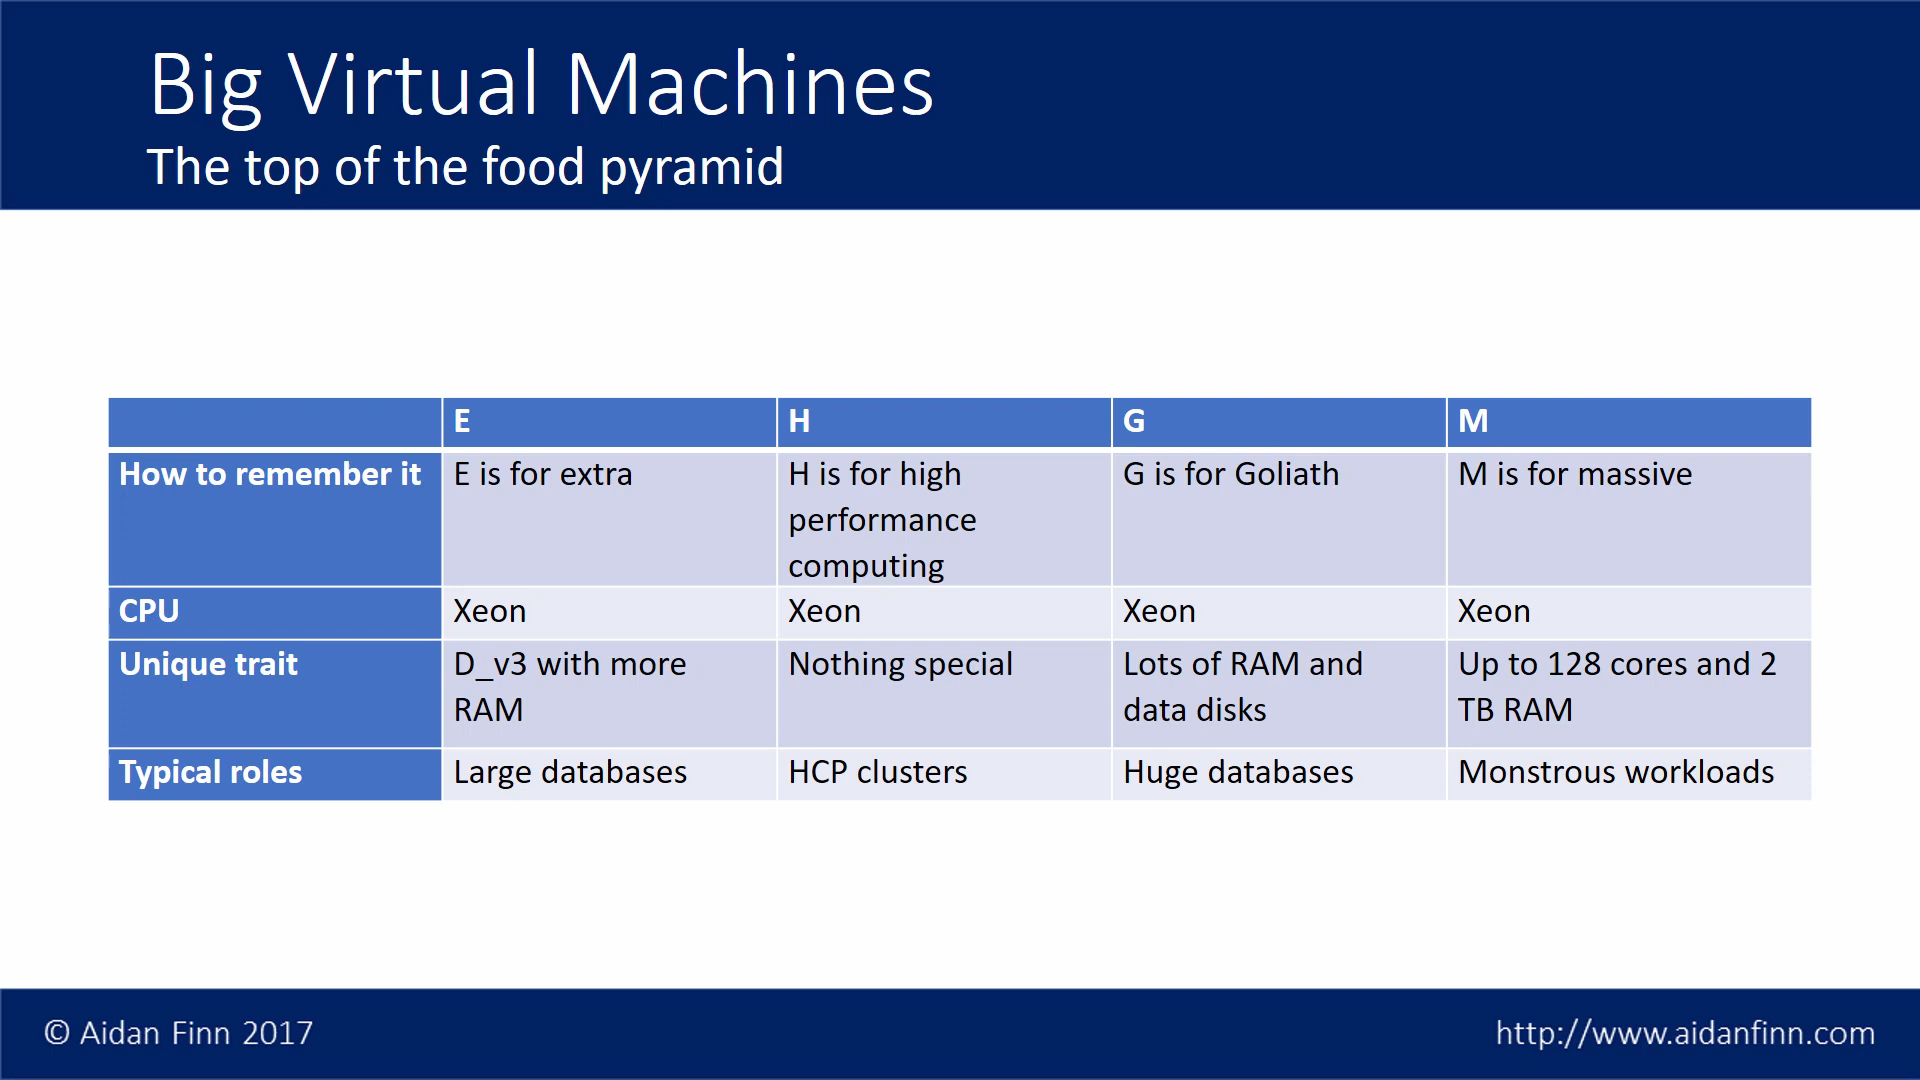 Big Virtual Machines
The top of the food pyramid
E H G M
How to remember it E is for extra H is for high performance computing G is for Goliath M is for massive
CPU Xeon Xeon Xeon Xeon
Unique trait D_v3 with more RAM Nothing special Lots of RAM and data disks Up to 128 cores and 2 TB RAM
Typical roles Large databases HCP clusters Huge databases Monstrous workloads
© Aidan Finn 2017
http://www.aidanfinn.com